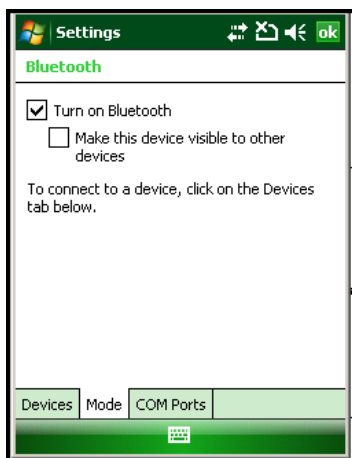 Settings
ok
Bluetooth
Turn on Bluetooth
Make this device visible to other
devices
To connect to a device, click on the Devices
tab below.
Devices Mode COM Ports